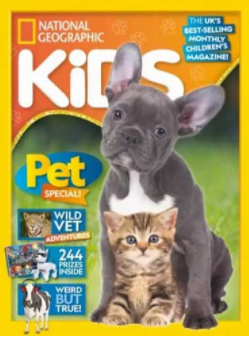 NATIONAL
GEOGRAPHIC
KiDS
THE UK'S
BEST-SELLING
MONTHLY
CHILDREN'S
MAGAZINE!
Pet
SPECIAL!
WILD
VET
ADVENTURES
244
PRIZES
INSIDE
WEIRD
BUT
TRUE!